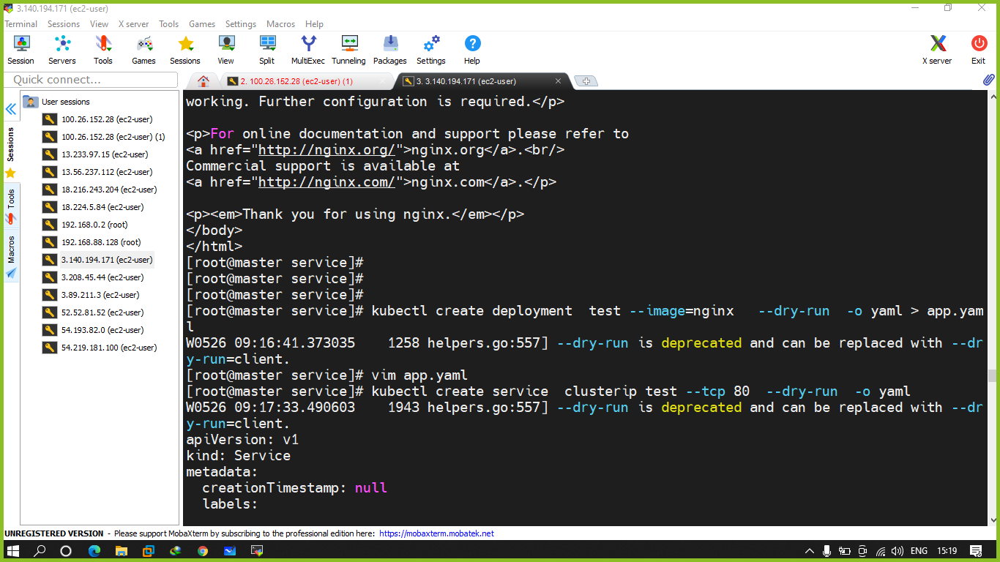 3.140.194.171 (ec2-user)
Terminal Sessions View X server Tools Games Settings Macros Help
Session Servers Tools Games Sessions View Split MultiExec Tunneling Packages Settings Help X server Exit
Quick connect...
2. 100.26.152.28 (ec2-user) (1)
3. 3.140.194.171 (ec2-user)
Sessions
Tools
Macros
User sessions
100.26.152.28 (ec2-user)
100.26.152.28 (ec2-user) (1)
13.233.97.15 (ec2-user)
13.56.237.112 (ec2-user)
18.216.243.204 (ec2-user)
18.224.5.84 (ec2-user)
192.168.0.2 (root)
192.168.88.128 (root)
3.140.194.171 (ec2-user)
3.208.45.44 (ec2-user)
3.89.211.3 (ec2-user)
52.52.81.52 (ec2-user)
54.193.82.0 (ec2-user)
54.219.181.100 (ec2-user)
working. Further configuration is required.</p>
<p>For online documentation and support please refer to
<a href="http://nginx.org/">nginx.org</a>.<br/>
Commercial support is available at
<a href="http://nginx.com/">nginx.com</a>.</p>
<p><em>Thank you for using nginx.</em></p>
</body>
</html>
[root@master service]#
[root@master service]#
[root@master service]#
[root@master service]# kubectl create deployment  test --image=nginx   --dry-run  -o yaml > app.yam
l
W0526 09:16:41.373035    1258 helpers.go:557] --dry-run is deprecated and can be replaced with --dr
y-run=client.
[root@master service]# vim app.yaml
[root@master service]# kubectl create service  clusterip test --tcp 80  --dry-run  -o yaml
W0526 09:17:33.490603    1943 helpers.go:557] --dry-run is deprecated and can be replaced with --dr
y-run=client.
apiVersion: v1
kind: Service
metadata:
  creationTimestamp: null
  labels:
UNREGISTERED VERSION - Please support MobaXterm by subscribing to the professional edition here: https://mobaxterm.mobatek.net
ENG 15:19